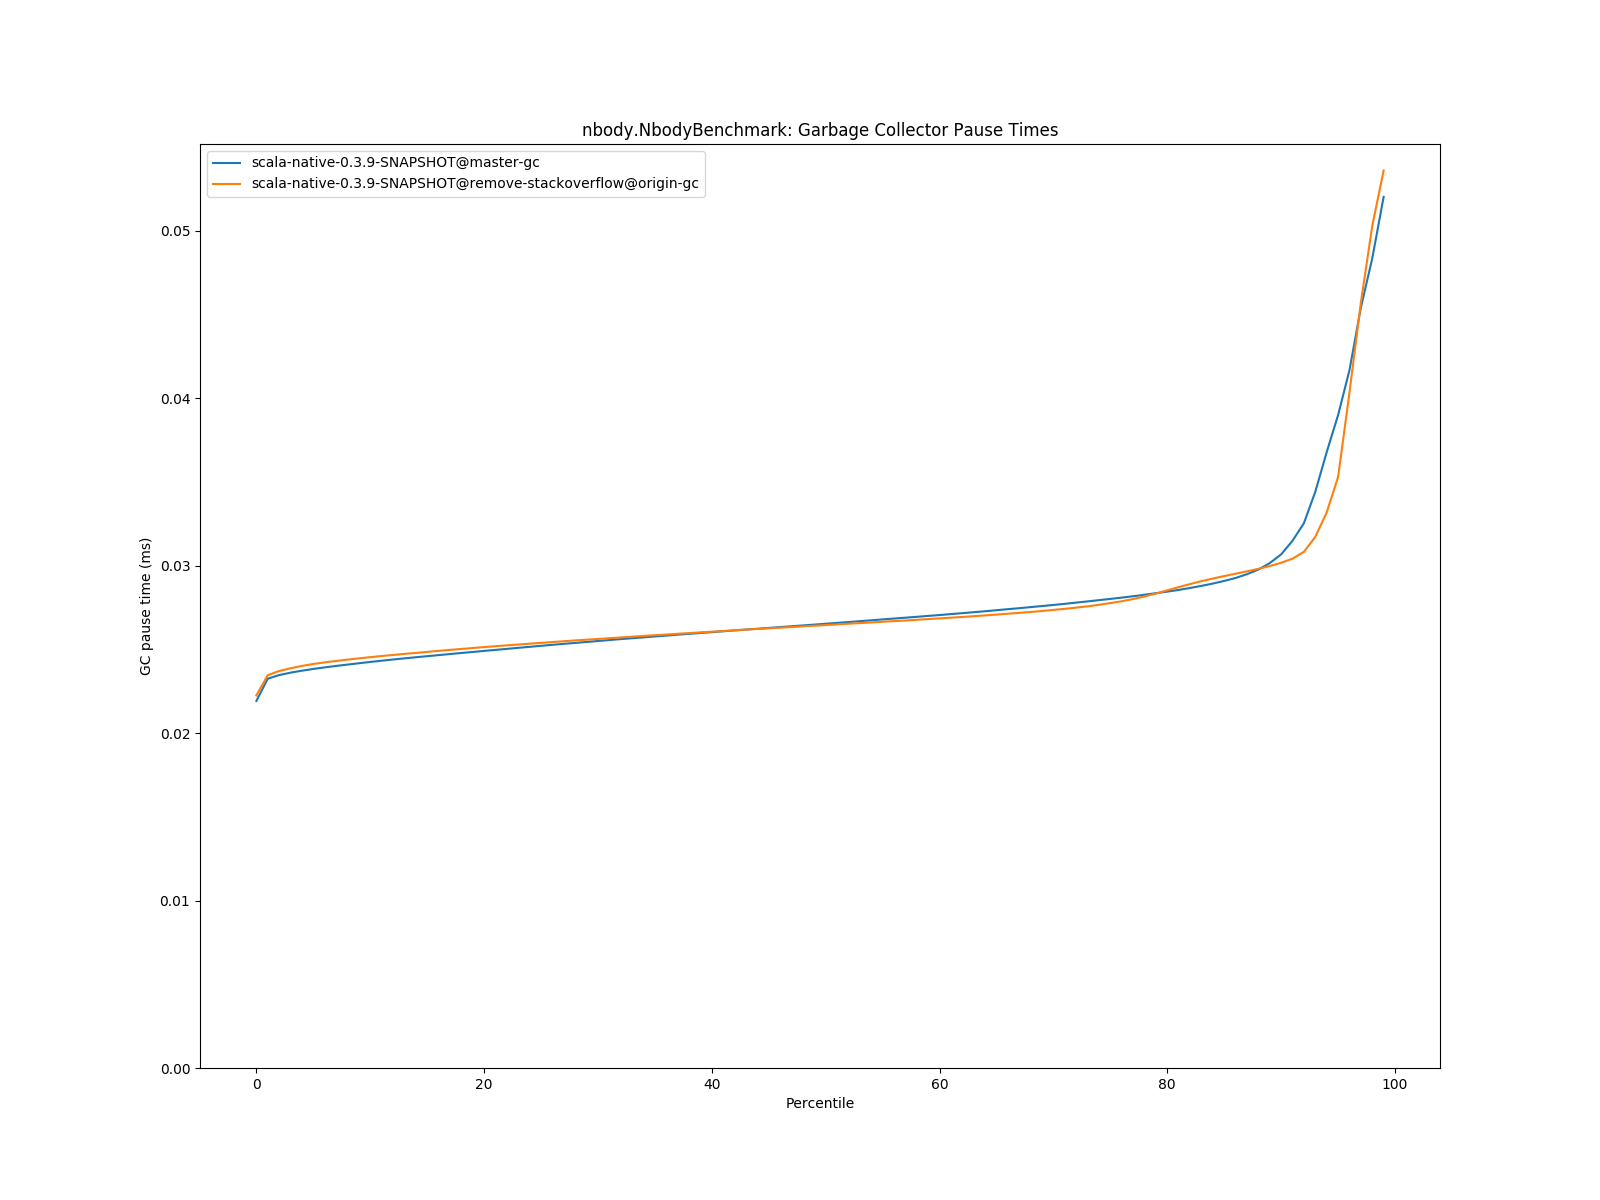 nbody.NbodyBenchmark: Garbage Collector Pause Times
scala-native-0.3.9-SNAPSHOT@master-gc
scala-native-0.3.9-SNAPSHOT@remove-stackoverflow@origin-gc
GC pause time (ms)
0.05
0.04
0.03
0.02
0.01
0.00
0 20 40 60 80 100
Percentile